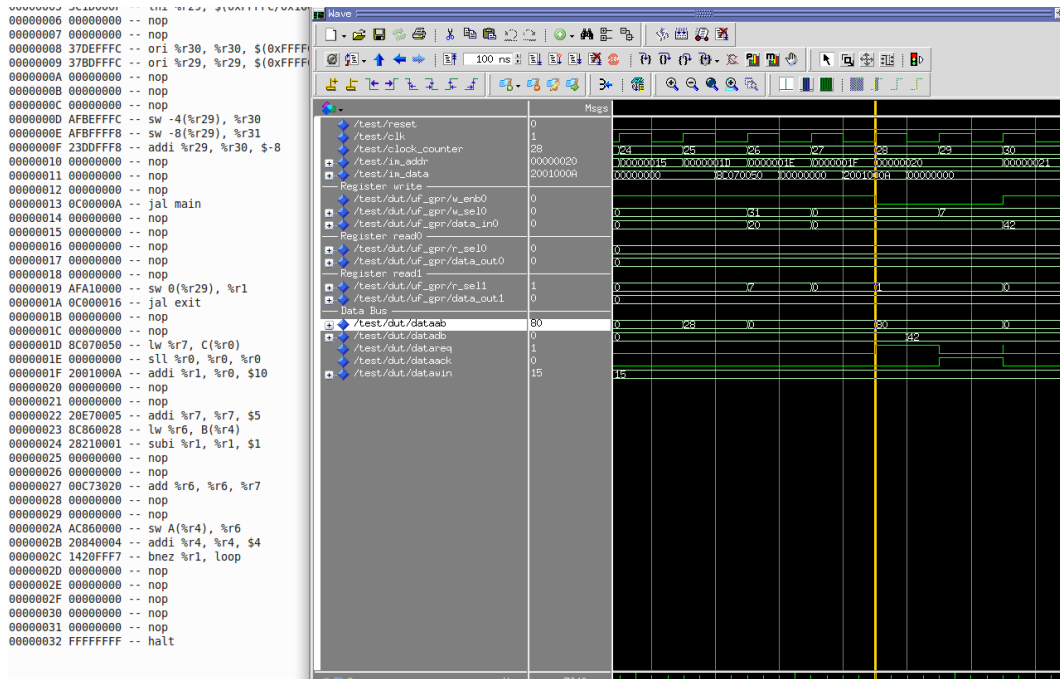 00000006 00000000 -- nop
00000007 00000000 -- nop
00000008 37DEFFFC -- ori %r30, %r30, $(0xFFFF
00000009 37BDFFFC -- ori %r29, %r29, $(0xFFFF
0000000A 00000000 -- nop
0000000B 00000000 -- nop
0000000C 00000000 -- nop
0000000D AFBEFFFC -- sw -4(%r29), %r30
0000000E AFBFFFF8 -- sw -8(%r29), %r31
0000000F 23DDFFF8 -- addi %r29, %r30, $-8
00000010 00000000 -- nop
00000011 00000000 -- nop
00000012 00000000 -- nop
00000013 0C00000A -- jal main
00000014 00000000 -- nop
00000015 00000000 -- nop
00000016 00000000 -- nop
00000017 00000000 -- nop
00000018 00000000 -- nop
00000019 AFA10000 -- sw 0(%r29), %r1
0000001A 0C000016 -- jal exit
0000001B 00000000 -- nop
0000001C 00000000 -- nop
0000001D 8C070050 -- lw %r7, C(%r0)
0000001E 00000000 -- sll %r0, %r0, %r0
0000001F 2001000A -- addi %r1, %r0, $10
00000020 00000000 -- nop
00000021 00000000 -- nop
00000022 20E70005 -- addi %r7, %r7, $5
00000023 8C860028 -- lw %r6, B(%r4)
00000024 28210001 -- subi %r1, %r1, $1
00000025 00000000 -- nop
00000026 00000000 -- nop
00000027 00C73020 -- add %r6, %r6, %r7
00000028 00000000 -- nop
00000029 00000000 -- nop
0000002A AC860000 -- sw A(%r4), %r6
0000002B 20840004 -- addi %r4, %r4, $4
0000002C 1420FFF7 -- bnez %r1, loop
0000002D 00000000 -- nop
0000002E 00000000 -- nop
0000002F 00000000 -- nop
00000030 00000000 -- nop
00000031 00000000 -- nop
00000032 FFFFFFFF -- halt
Wave
100 ns
Msgs
/test/reset 0
/test/clk 1
/test/clock_counter 28 24 25 26 27 28 29 30
/test/im_addr 00000020 00000015 0000001D 0000001E 0000001F 00000020 00000021
/test/im_data 2001000A 00000000 8C070050 00000000 2001000A 00000000
Register write
/test/dut/uf_gpr/w_enb0 0
/test/dut/uf_gpr/w_sel0 0 0 31 0 7
/test/dut/uf_gpr/data_in0 0 0 20 0 42
Register read0
/test/dut/uf_gpr/r_sel0 0 0
/test/dut/uf_gpr/data_out0 0 0
Register read1
/test/dut/uf_gpr/r_sel1 1 0 7 0 1 0
/test/dut/uf_gpr/data_out1 0 0
Data Bus
/test/dut/dataab 80 0 28 0 80 0
/test/dut/datadb 0 0 42
/test/dut/datareq 1
/test/dut/dataack 0
/test/dut/datawin 15 15